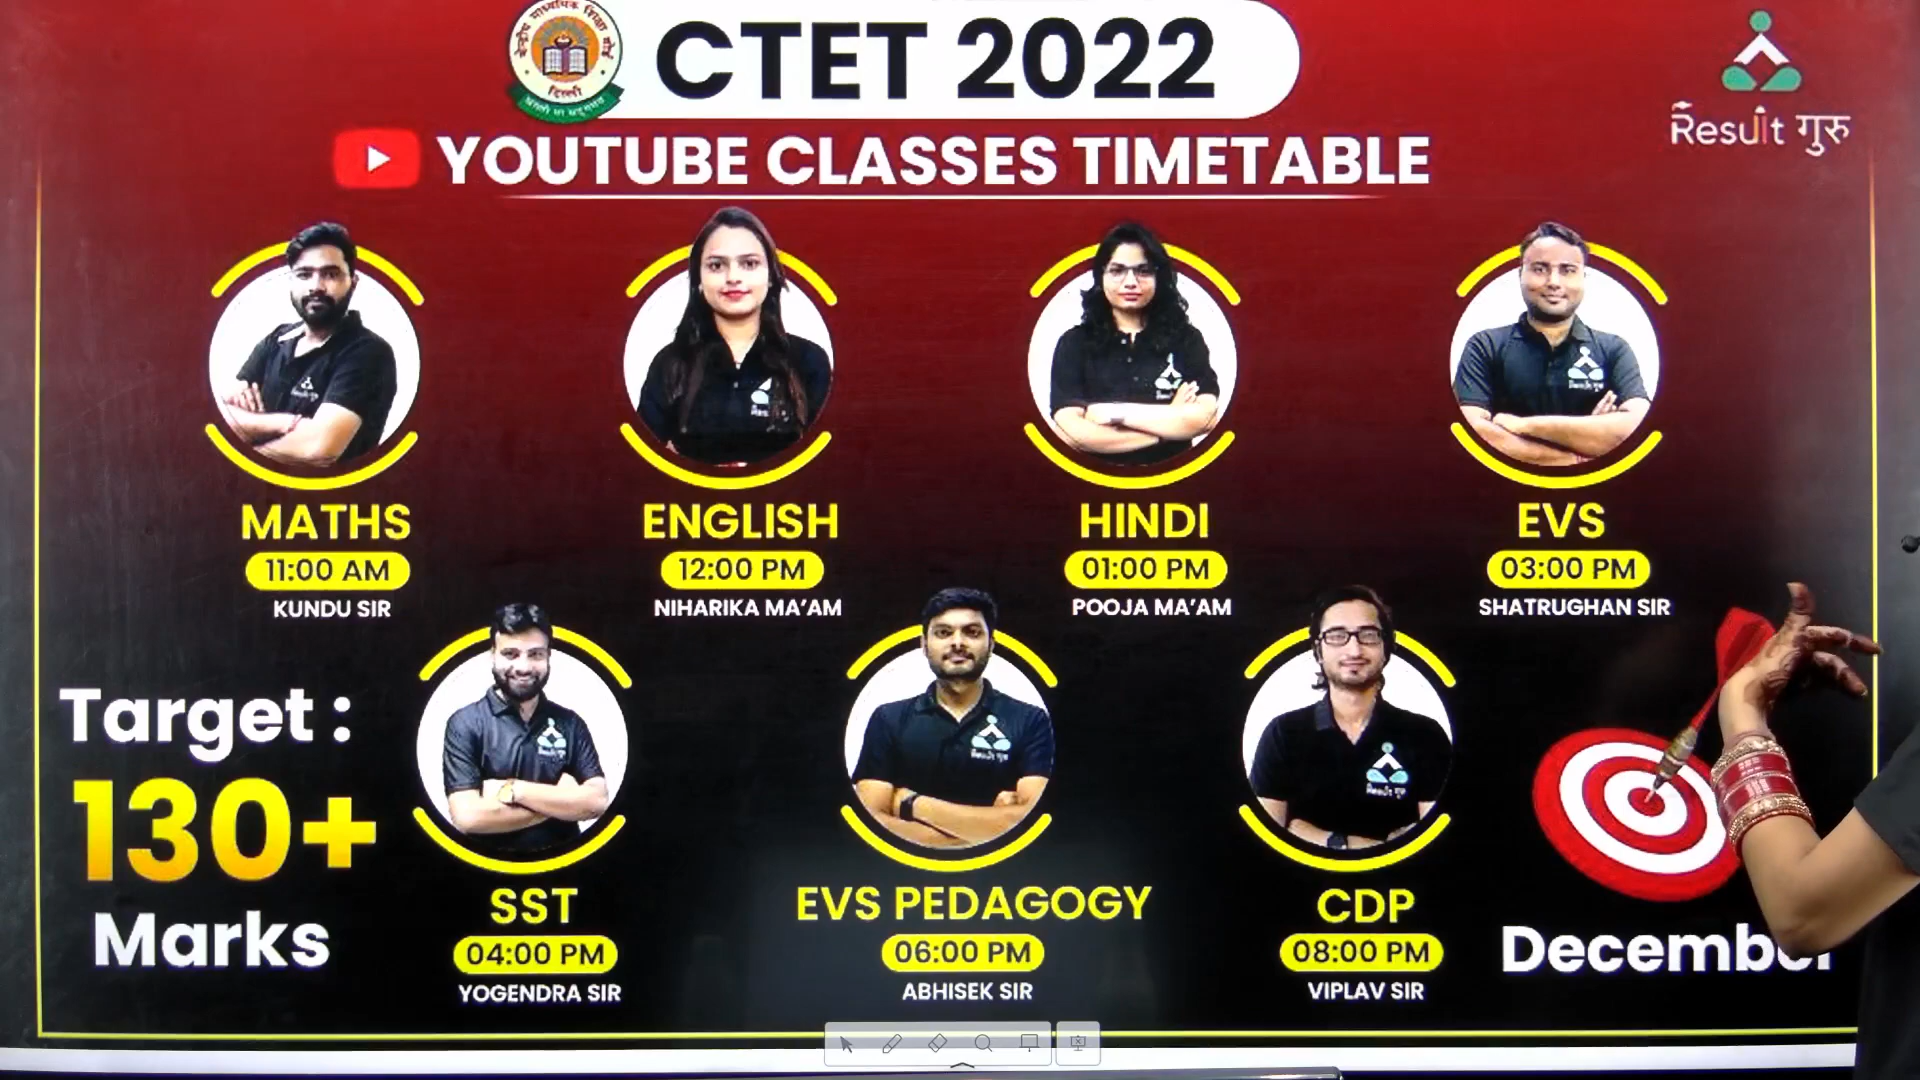 केन्द्रीय माध्यमिक शिक्षा बोर्ड
दिल्ली
CTET 2022
Result गुरु
YOUTUBE CLASSES TIMETABLE
MATHS
11:00 AM
KUNDU SIR
ENGLISH
12:00 PM
NIHARIKA MA'AM
HINDI
01:00 PM
POOJA MA'AM
EVS
03:00 PM
SHATRUGHAN SIR
Target :
130+
Marks
SST
04:00 PM
YOGENDRA SIR
EVS PEDAGOGY
06:00 PM
ABHISEK SIR
CDP
08:00 PM
VIPLAV SIR
December